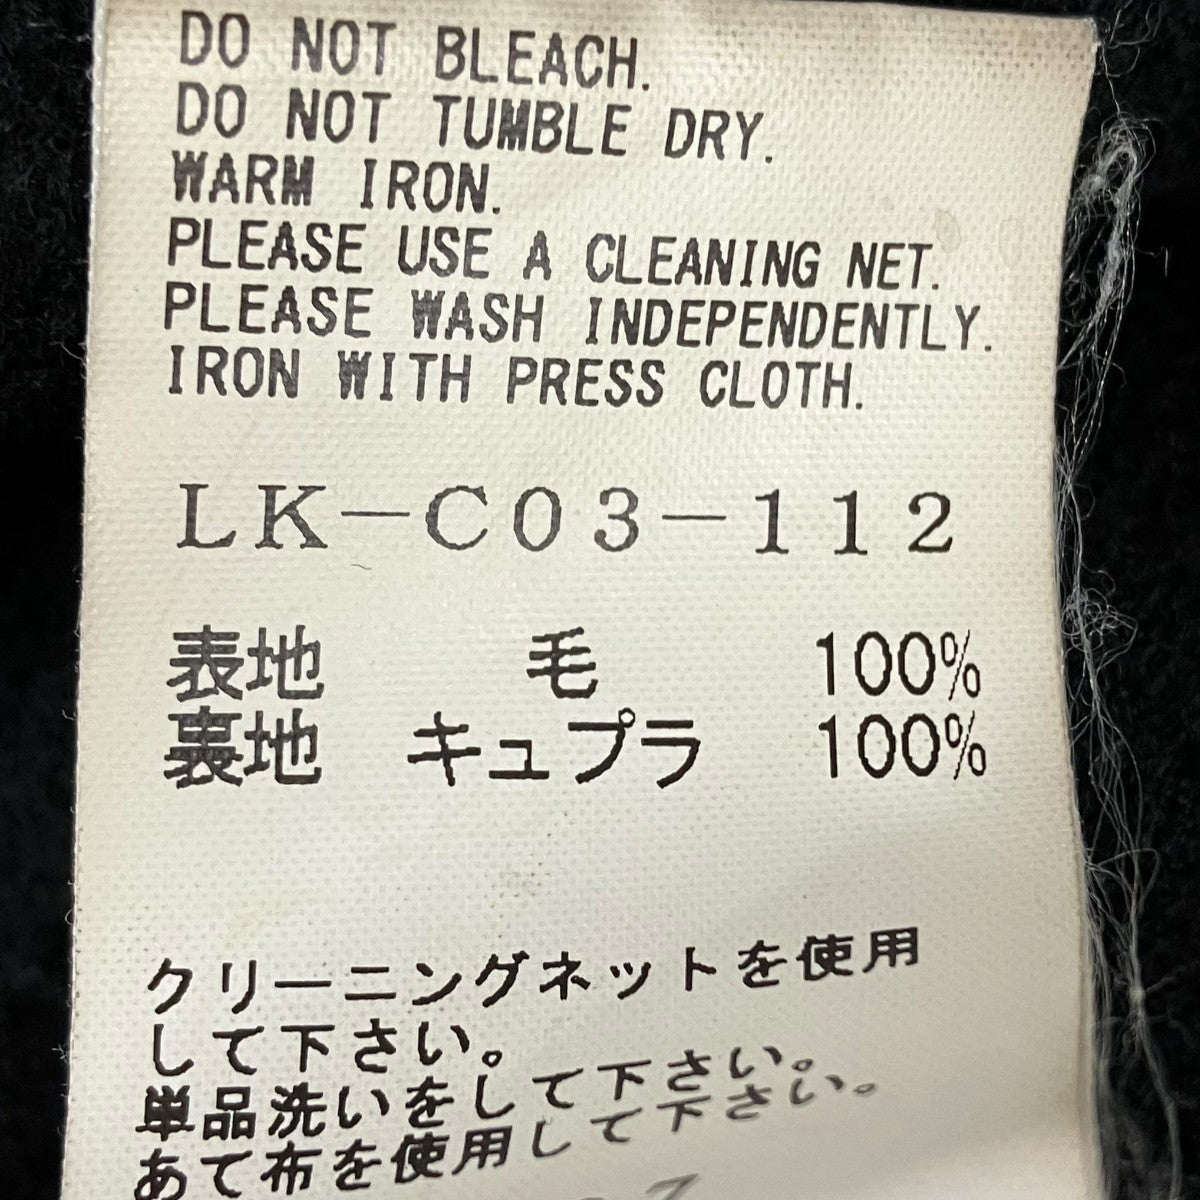 DO NOT BLEACH.
DO NOT TUMBLE DRY.
WARM IRON.
PLEASE USE A CLEANING NET.
PLEASE WASH INDEPENDENTLY.
IRON WITH PRESS CLOTH.
LK-C03-112
表地 毛 100%
裏地 キュプラ 100%
クリーニングネットを使用
して下さい。
単品洗いをして下さい。
あて布を使用して下さい。